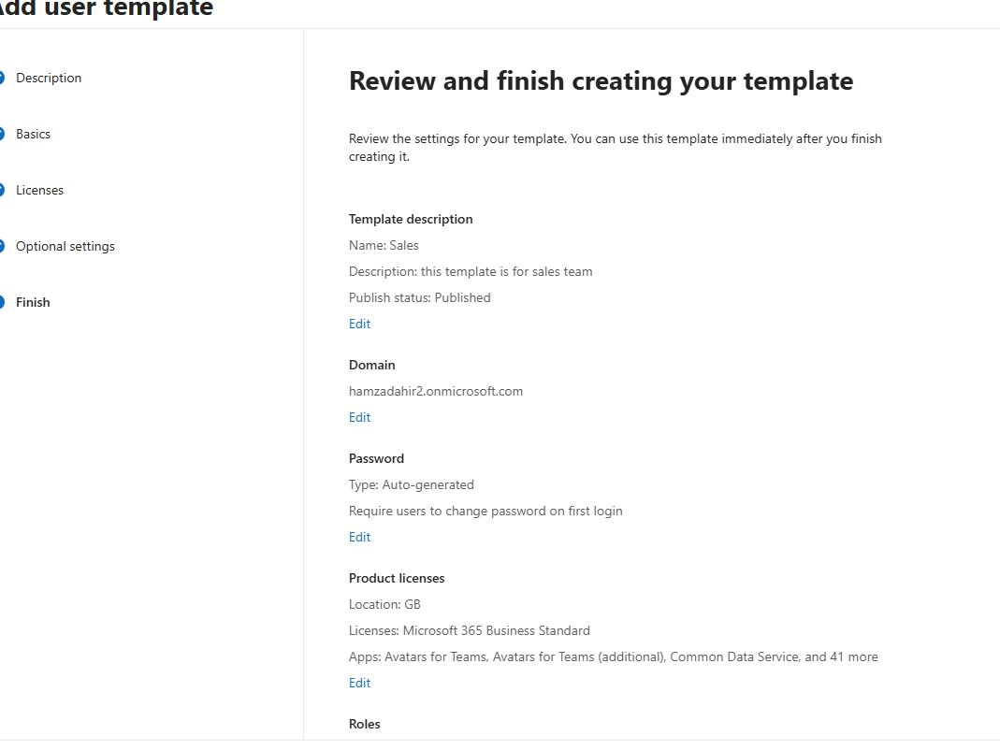 Add user template
Description
Basics
Licenses
Optional settings
Finish
Review and finish creating your template
Review the settings for your template. You can use this template immediately after you finish
creating it.
Template description
Name: Sales
Description: this template is for sales team
Publish status: Published
Edit
Domain
hamzadahir2.onmicrosoft.com
Edit
Password
Type: Auto-generated
Require users to change password on first login
Edit
Product licenses
Location: GB
Licenses: Microsoft 365 Business Standard
Apps: Avatars for Teams, Avatars for Teams (additional), Common Data Service, and 41 more
Edit
Roles